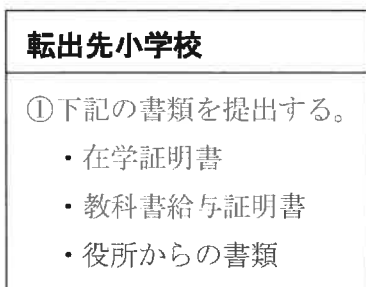 転出先小学校
①下記の書類を提出する。
・在学証明書
・教科書給与証明書
・役所からの書類